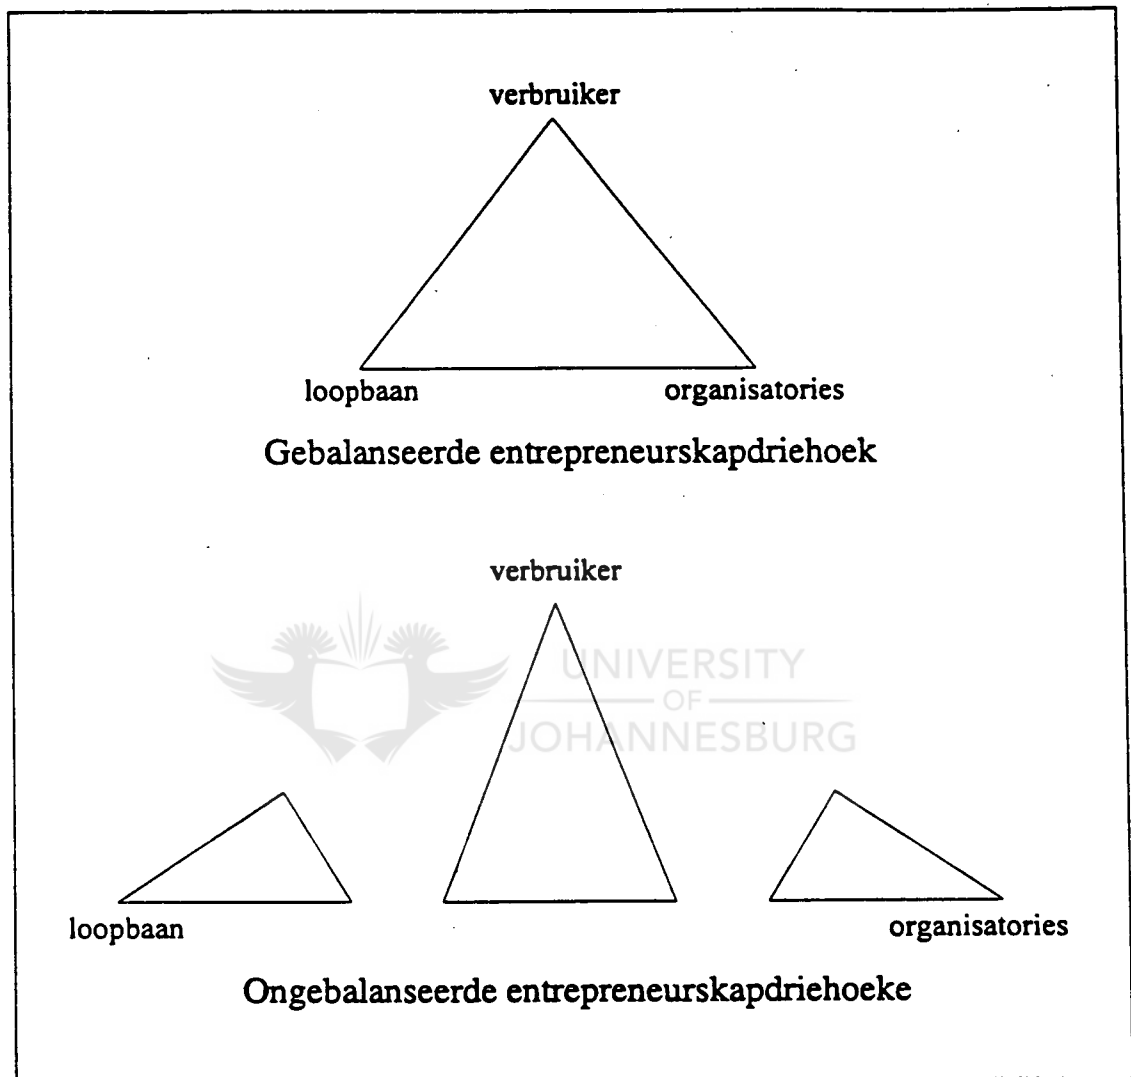 verbruiker
loopbaan organisatories
Gebalanseerde entrepreneurskapdriehoek
verbruiker
UNIVERSITY
OF
JOHANNESBURG
loopbaan organisatories
Ongebalanseerde entrepreneurskapdriehoeke